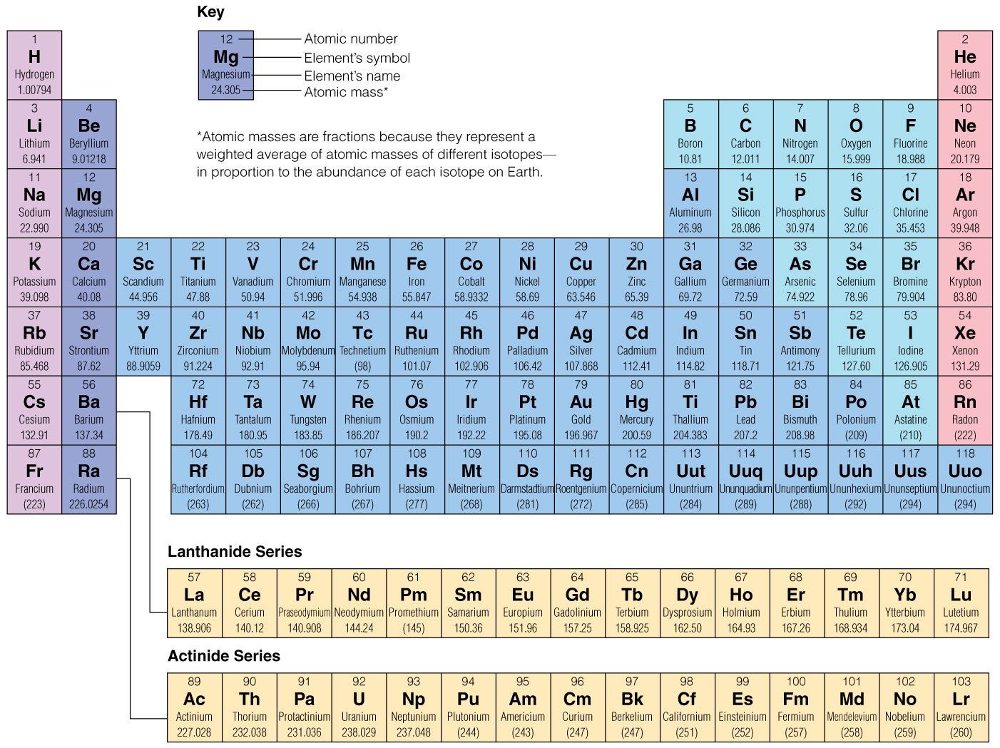 Key
12 Atomic number
Mg Element's symbol
Magnesium Element's name
24.305 Atomic mass*
*Atomic masses are fractions because they represent a
weighted average of atomic masses of different isotopes—
in proportion to the abundance of each isotope on Earth.
1 2
H He
Hydrogen Helium
1.00794 4.003
3 4 5 6 7 8 9 10
Li Be B C N O F Ne
Lithium Beryllium Boron Carbon Nitrogen Oxygen Fluorine Neon
6.941 9.01218 10.81 12.011 14.007 15.999 18.988 20.179
11 12 13 14 15 16 17 18
Na Mg Al Si P S Cl Ar
Sodium Magnesium Aluminum Silicon Phosphorus Sulfur Chlorine Argon
22.990 24.305 26.98 28.086 30.974 32.06 35.453 39.948
19 20 21 22 23 24 25 26 27 28 29 30 31 32 33 34 35 36
K Ca Sc Ti V Cr Mn Fe Co Ni Cu Zn Ga Ge As Se Br Kr
Potassium Calcium Scandium Titanium Vanadium Chromium Manganese Iron Cobalt Nickel Copper Zinc Gallium Germanium Arsenic Selenium Bromine Krypton
39.098 40.08 44.956 47.88 50.94 51.996 54.938 55.847 58.9332 58.69 63.546 65.39 69.72 72.59 74.922 78.96 79.904 83.80
37 38 39 40 41 42 43 44 45 46 47 48 49 50 51 52 53 54
Rb Sr Y Zr Nb Mo Tc Ru Rh Pd Ag Cd In Sn Sb Te I Xe
Rubidium Strontium Yttrium Zirconium Niobium Molybdenum Technetium Ruthenium Rhodium Palladium Silver Cadmium Indium Tin Antimony Tellurium Iodine Xenon
85.468 87.62 88.9059 91.224 92.91 95.94 (98) 101.07 102.906 106.42 107.868 112.41 114.82 118.71 121.75 127.60 126.905 131.29
55 56 72 73 74 75 76 77 78 79 80 81 82 83 84 85 86
Cs Ba Hf Ta W Re Os Ir Pt Au Hg Ti Pb Bi Po At Rn
Cesium Barium Hafnium Tantalum Tungsten Rhenium Osmium Iridium Platinum Gold Mercury Thallium Lead Bismuth Polonium Astatine Radon
132.91 137.34 178.49 180.95 183.85 186.207 190.2 192.22 195.08 196.967 200.59 204.383 207.2 208.98 (209) (210) (222)
87 88 104 105 106 107 108 109 110 111 112 113 114 115 116 117 118
Fr Ra Rf Db Sg Bh Hs Mt Ds Rg Cn Uut Uuq Uup Uuh Uus Uuo
Francium Radium Rutherfordium Dubnium Seaborgium Bohrium Hassium Meitnerium Darmstadtium Roentgenium Copernicium Ununtrium Ununquadium Ununpentium Ununhexium Ununseptium Ununoctium
(223) 226.0254 (263) (262) (266) (267) (277) (268) (281) (272) (285) (284) (289) (288) (292) (294) (294)
Lanthanide Series
57 58 59 60 61 62 63 64 65 66 67 68 69 70 71
La Ce Pr Nd Pm Sm Eu Gd Tb Dy Ho Er Tm Yb Lu
Lanthanum Cerium Praseodymium Neodymium Promethium Samarium Europium Gadolinium Terbium Dysprosium Holmium Erbium Thulium Ytterbium Lutetium
138.906 140.12 140.908 144.24 (145) 150.36 151.96 157.25 158.925 162.50 164.93 167.26 168.934 173.04 174.967
Actinide Series
89 90 91 92 93 94 95 96 97 98 99 100 101 102 103
Ac Th Pa U Np Pu Am Cm Bk Cf Es Fm Md No Lr
Actinium Thorium Protactinium Uranium Neptunium Plutonium Americium Curium Berkelium Californium Einsteinium Fermium Mendelevium Nobelium Lawrencium
227.028 232.038 231.036 238.029 237.048 (244) (243) (247) (247) (251) (252) (257) (258) (259) (260)